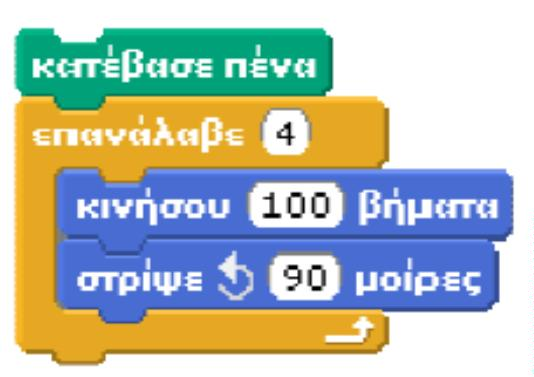 κατέβασε πένα
επανάλαβε 4
κινήσου 100 βήματα
στρίψε 90 μοίρες